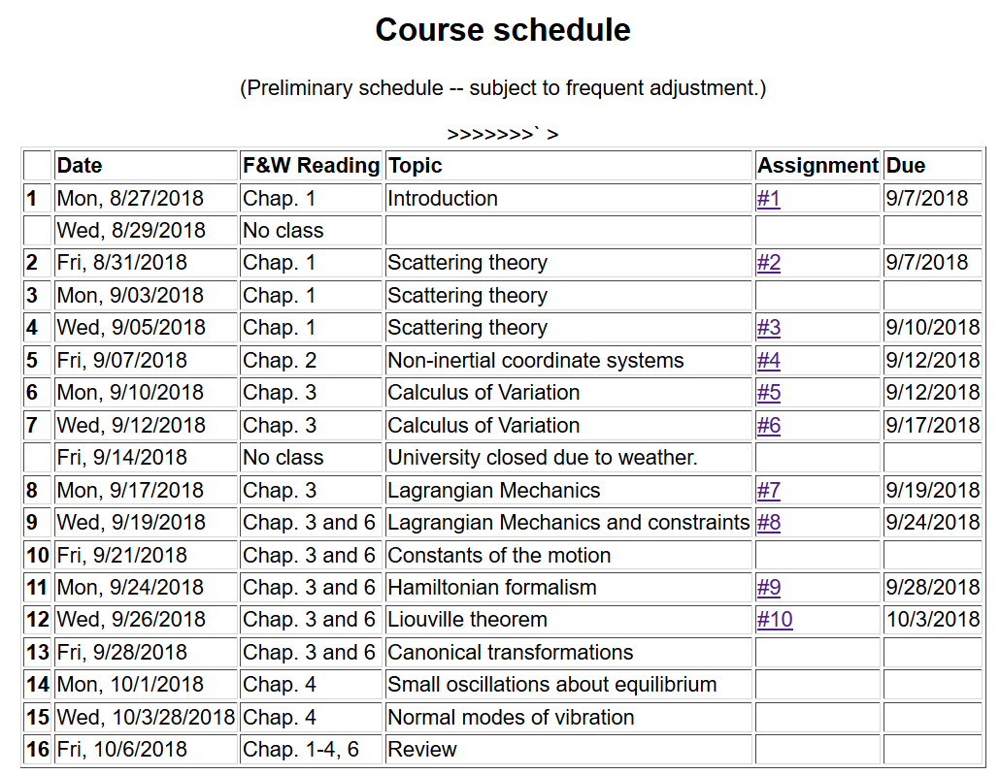 Course schedule
(Preliminary schedule -- subject to frequent adjustment.)
>>>>>>>` >
Date F&W Reading Topic Assignment Due
1 Mon, 8/27/2018 Chap. 1 Introduction #1 9/7/2018
Wed, 8/29/2018 No class
2 Fri, 8/31/2018 Chap. 1 Scattering theory #2 9/7/2018
3 Mon, 9/03/2018 Chap. 1 Scattering theory
4 Wed, 9/05/2018 Chap. 1 Scattering theory #3 9/10/2018
5 Fri, 9/07/2018 Chap. 2 Non-inertial coordinate systems #4 9/12/2018
6 Mon, 9/10/2018 Chap. 3 Calculus of Variation #5 9/12/2018
7 Wed, 9/12/2018 Chap. 3 Calculus of Variation #6 9/17/2018
Fri, 9/14/2018 No class University closed due to weather.
8 Mon, 9/17/2018 Chap. 3 Lagrangian Mechanics #7 9/19/2018
9 Wed, 9/19/2018 Chap. 3 and 6 Lagrangian Mechanics and constraints #8 9/24/2018
10 Fri, 9/21/2018 Chap. 3 and 6 Constants of the motion
11 Mon, 9/24/2018 Chap. 3 and 6 Hamiltonian formalism #9 9/28/2018
12 Wed, 9/26/2018 Chap. 3 and 6 Liouville theorem #10 10/3/2018
13 Fri, 9/28/2018 Chap. 3 and 6 Canonical transformations
14 Mon, 10/1/2018 Chap. 4 Small oscillations about equilibrium
15 Wed, 10/3/28/2018 Chap. 4 Normal modes of vibration
16 Fri, 10/6/2018 Chap. 1-4, 6 Review